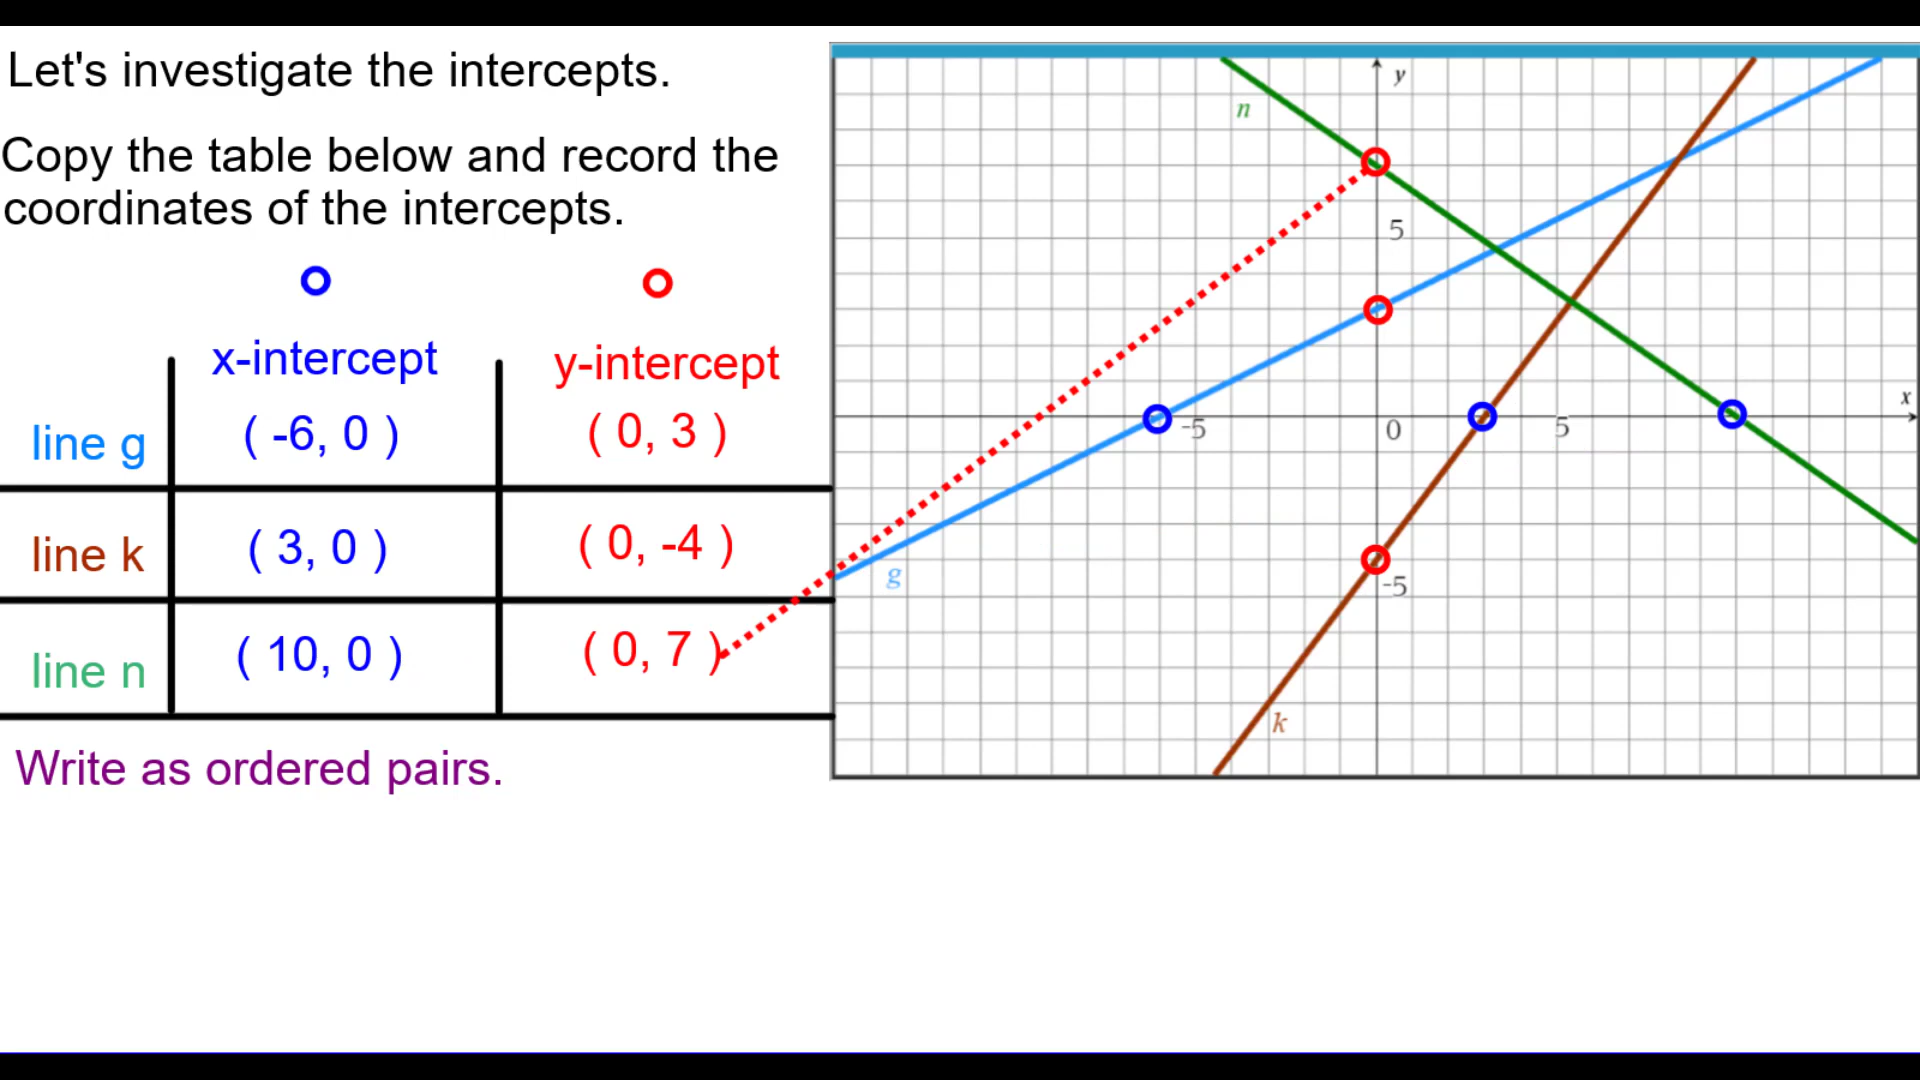 Let's investigate the intercepts.
Copy the table below and record the
coordinates of the intercepts.
x-intercept y-intercept
line g ( -6, 0 ) ( 0, 3 )
line k ( 3, 0 ) ( 0, -4 )
line n ( 10, 0 ) ( 0, 7 )
Write as ordered pairs.
y
n
5
x
-5 0 5
g
-5
k